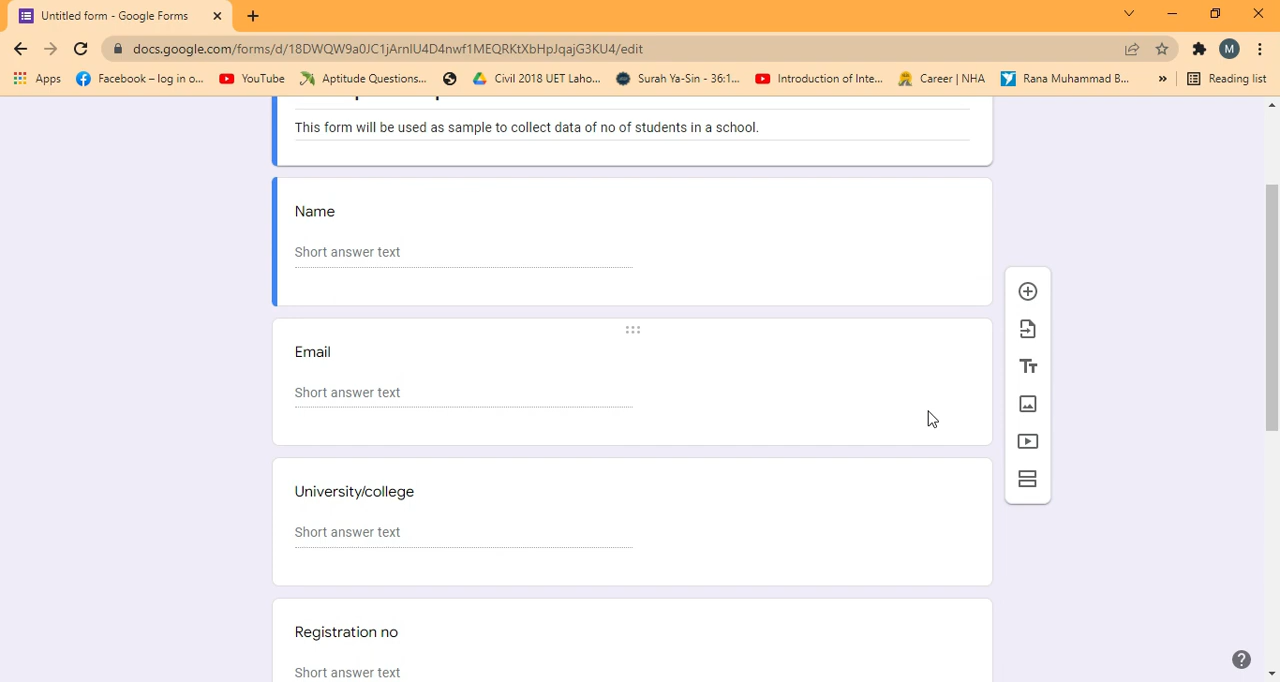 Untitled form - Google Forms
docs.google.com/forms/d/18DWQW9a0JC1jArnIU4D4nwf1MEQRKtXbHpJqajG3KU4/edit
M
Apps
Facebook – log in o...
YouTube
Aptitude Questions...
Civil 2018 UET Laho...
Surah Ya-Sin - 36:1...
Introduction of Inte...
Career | NHA
Rana Muhammad B...
»
Reading list
This form will be used as sample to collect data of no of students in a school.
Name
Short answer text
Email
Short answer text
University/college
Short answer text
Registration no
Short answer text